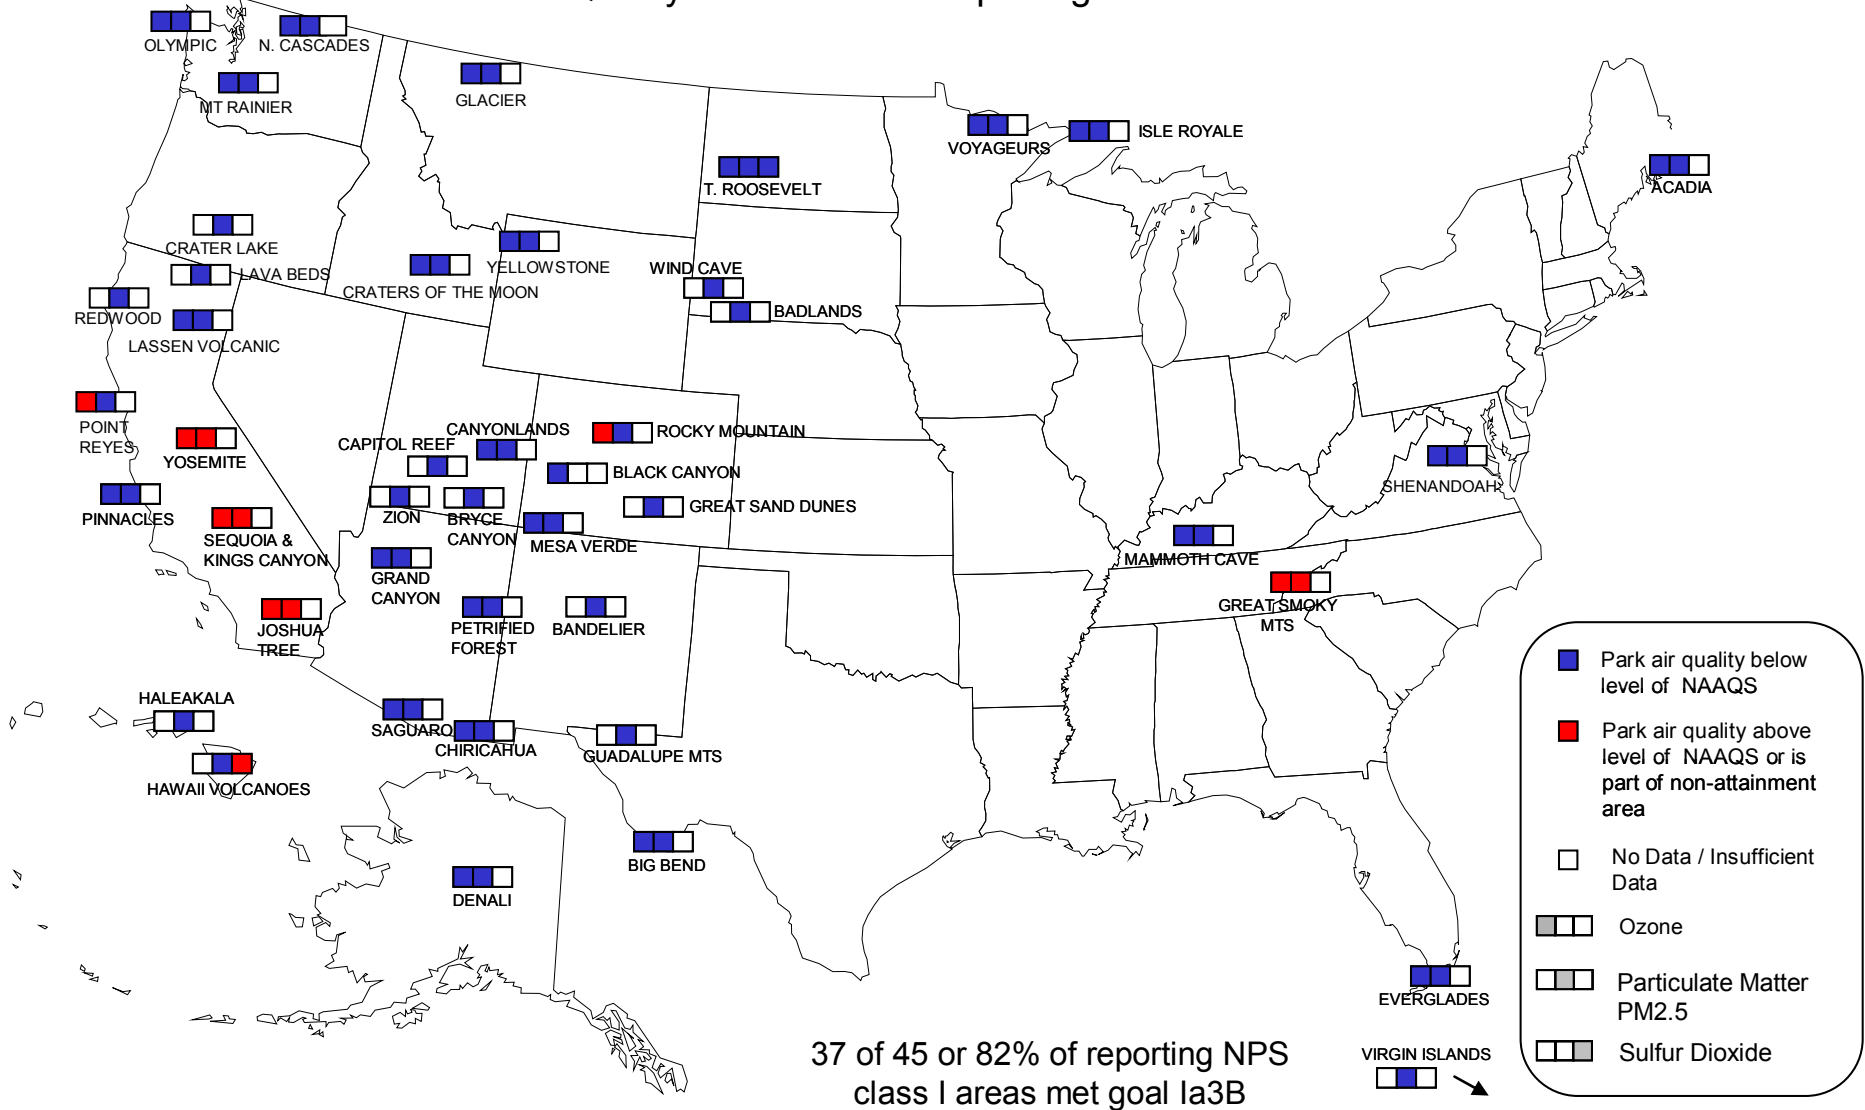 OLYMPIC
N. CASCADES
MT RAINIER
GLACIER
VOYAGEURS
ISLE ROYALE
T. ROOSEVELT
ACADIA
CRATER LAKE
LAVA BEDS
YELLOWSTONE
WIND CAVE
CRATERS OF THE MOON
BADLANDS
REDWOOD
LASSEN VOLCANIC
POINT
REYES
YOSEMITE
CAPITOL REEF
CANYONLANDS
ROCKY MOUNTAIN
BLACK CANYON
SHENANDOAH
GREAT SAND DUNES
PINNACLES
ZION
BRYCE
CANYON
SEQUOIA &
KINGS CANYON
MESA VERDE
MAMMOTH CAVE
GRAND
CANYON
GREAT SMOKY
MTS
JOSHUA
TREE
PETRIFIED
FOREST
BANDELIER
HALEAKALA
SAGUARO
CHIRICAHUA
GUADALUPE MTS
HAWAII VOLCANOES
BIG BEND
DENALI
EVERGLADES
VIRGIN ISLANDS
Park air quality below
level of NAAQS
Park air quality above
level of NAAQS or is
part of non-attainment
area
No Data / Insufficient
Data
Ozone
Particulate Matter
PM2.5
Sulfur Dioxide
37 of 45 or 82% of reporting NPS
class I areas met goal Ia3B